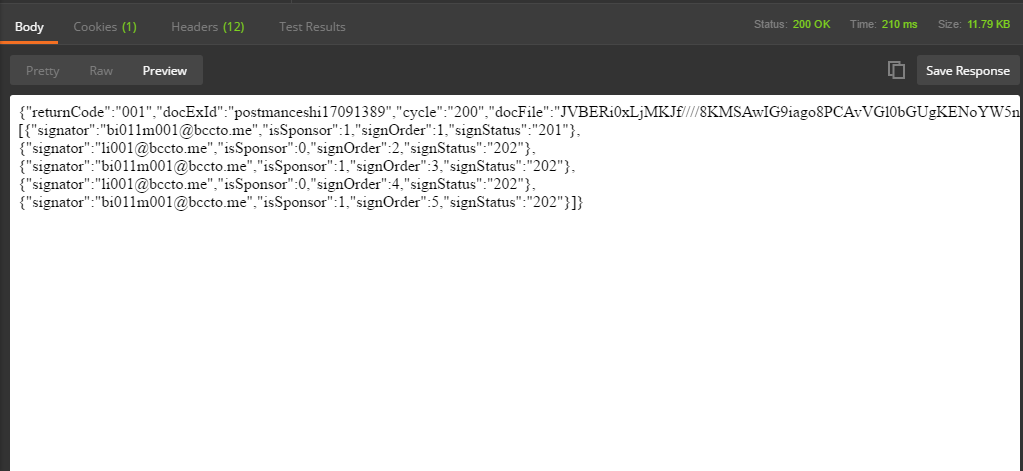 Body Cookies (1) Headers (12) Test Results Status: 200 OK Time: 210 ms Size: 11.79 KB
Pretty Raw Preview Save Response
{"returnCode":"001","docExId":"postmanceshi17091389","cycle":"200","docFile":"JVBERi0xLjMKJf////8KMSAwIG9iago8PCAvVGl0bGUgKENoYW5n
[{"signator":"bi011m001@bccto.me","isSponsor":1,"signOrder":1,"signStatus":"201"},
{"signator":"li001@bccto.me","isSponsor":0,"signOrder":2,"signStatus":"202"},
{"signator":"bi011m001@bccto.me","isSponsor":1,"signOrder":3,"signStatus":"202"},
{"signator":"li001@bccto.me","isSponsor":0,"signOrder":4,"signStatus":"202"},
{"signator":"bi011m001@bccto.me","isSponsor":1,"signOrder":5,"signStatus":"202"}]}